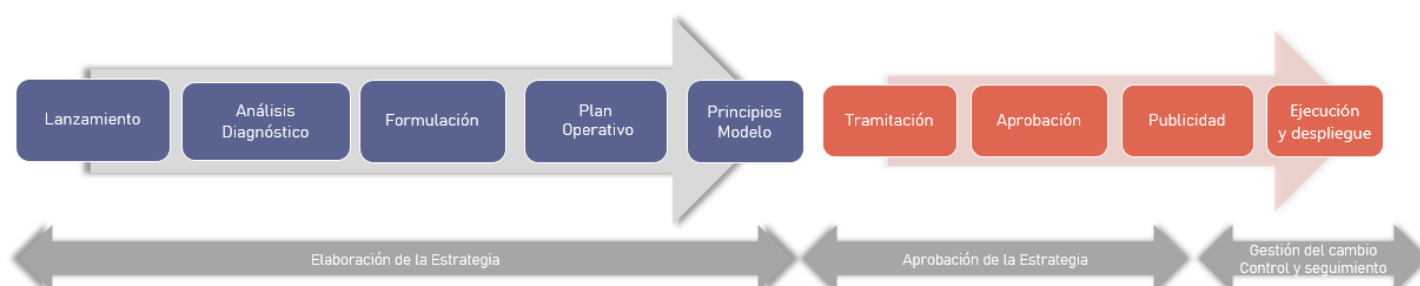 Lanzamiento
Análisis
Diagnóstico
Formulación
Plan
Operativo
Principios
Modelo
Tramitación
Aprobación
Publicidad
Ejecución
y despliegue
Elaboración de la Estrategia
Aprobación de la Estrategia
Gestión del cambio
Control y seguimiento